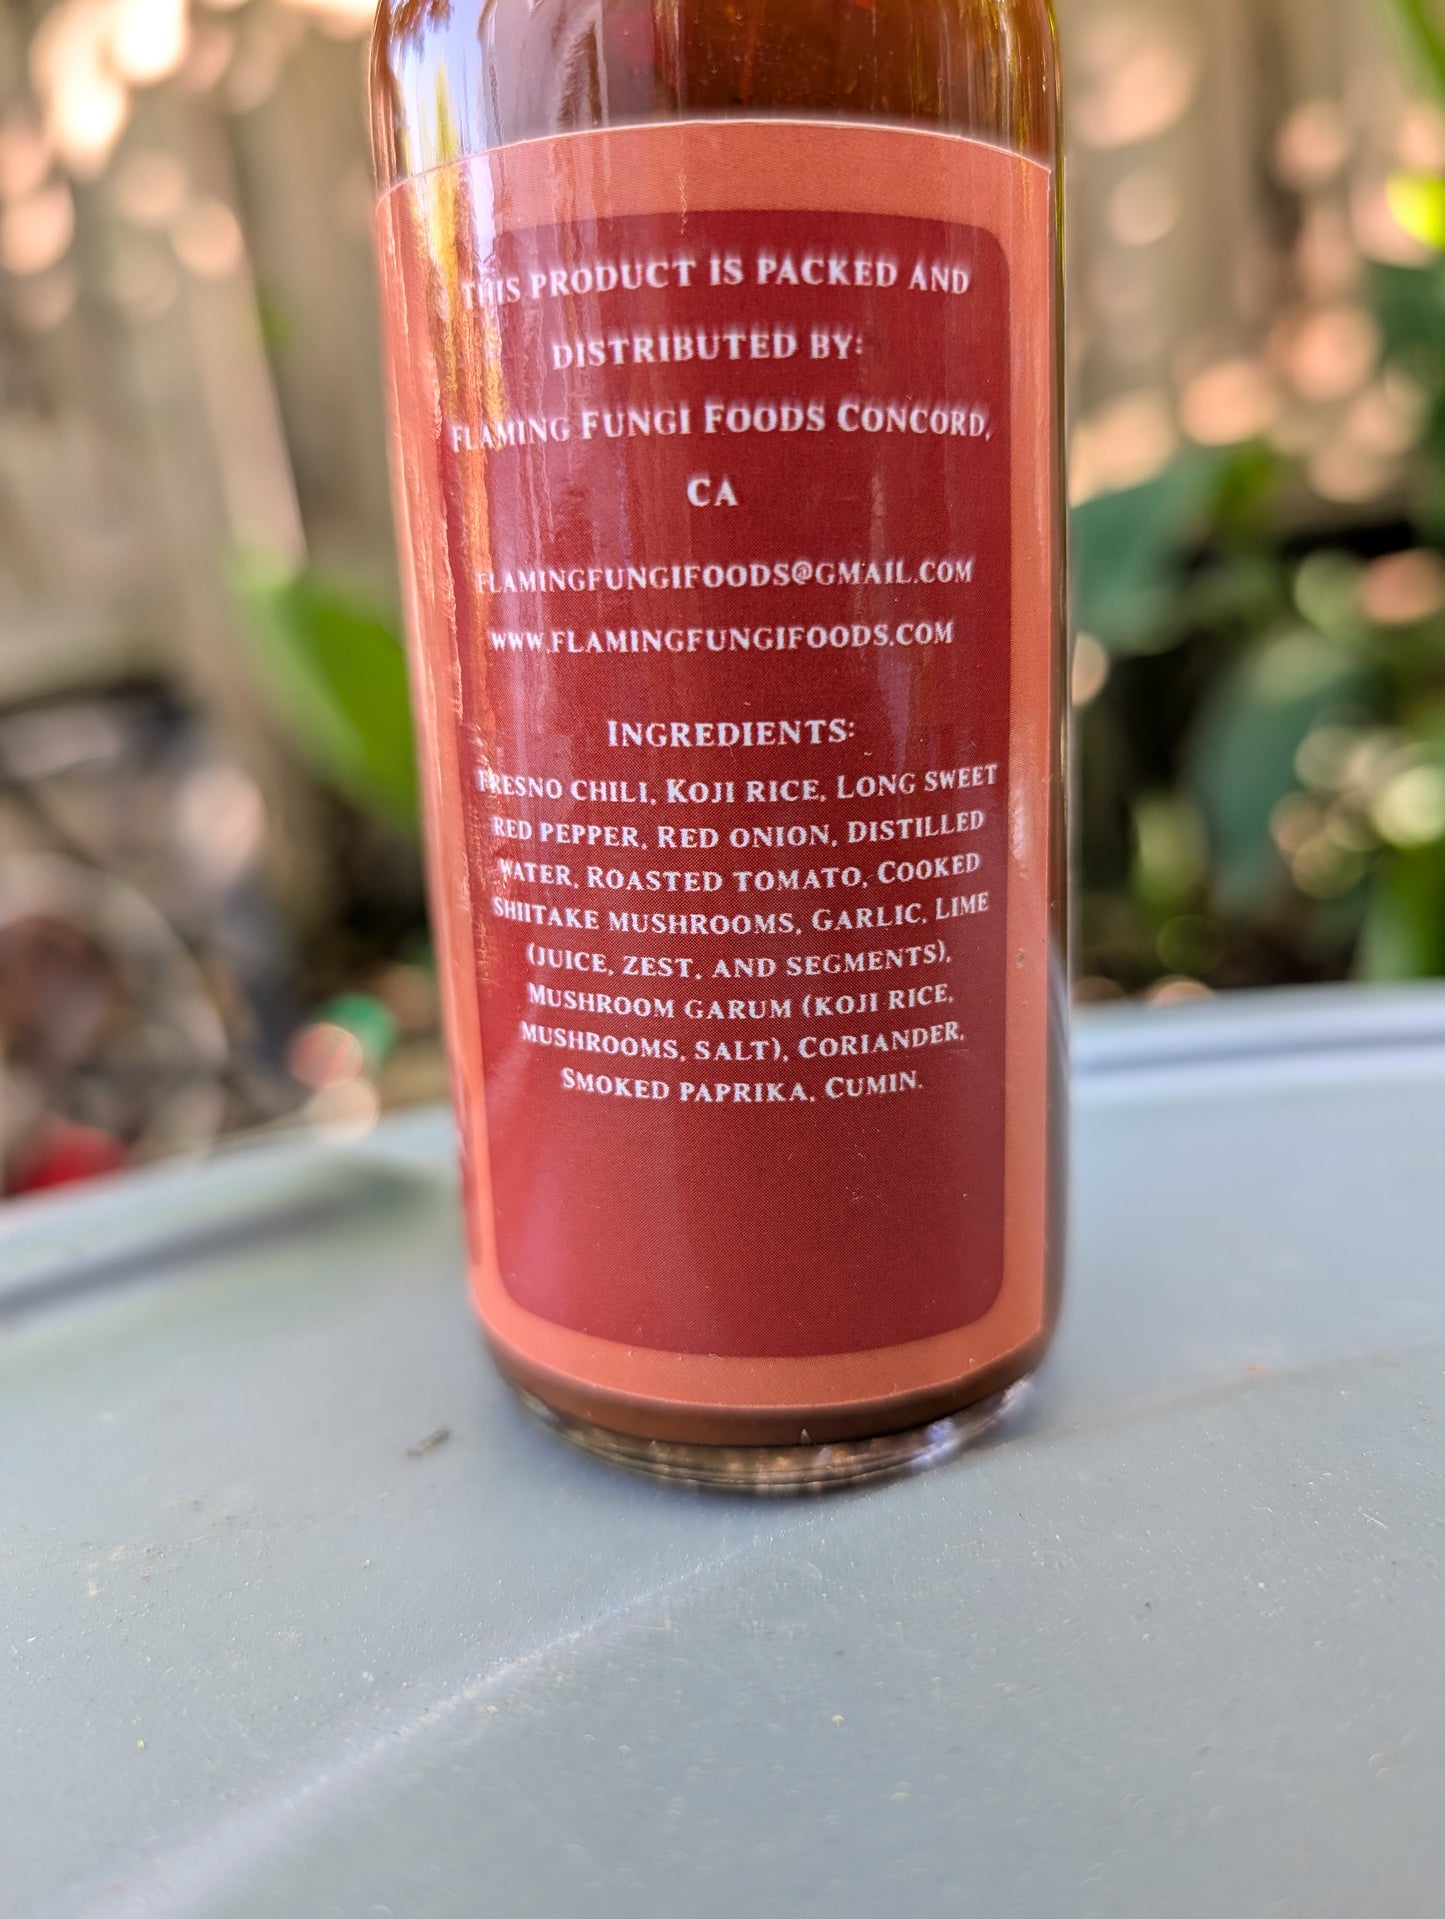 THIS PRODUCT IS PACKED AND
DISTRIBUTED BY:
FLAMING FUNGI FOODS CONCORD,
CA
FLAMINGFUNGIFOODS@GMAIL.COM
WWW.FLAMINGFUNGIFOODS.COM
INGREDIENTS:
FRESNO CHILI, KOJI RICE, LONG SWEET
RED PEPPER, RED ONION, DISTILLED
WATER, ROASTED TOMATO, COOKED
SHIITAKE MUSHROOMS, GARLIC, LIME
(JUICE, ZEST, AND SEGMENTS),
MUSHROOM GARUM (KOJI RICE,
MUSHROOMS, SALT), CORIANDER,
SMOKED PAPRIKA, CUMIN.